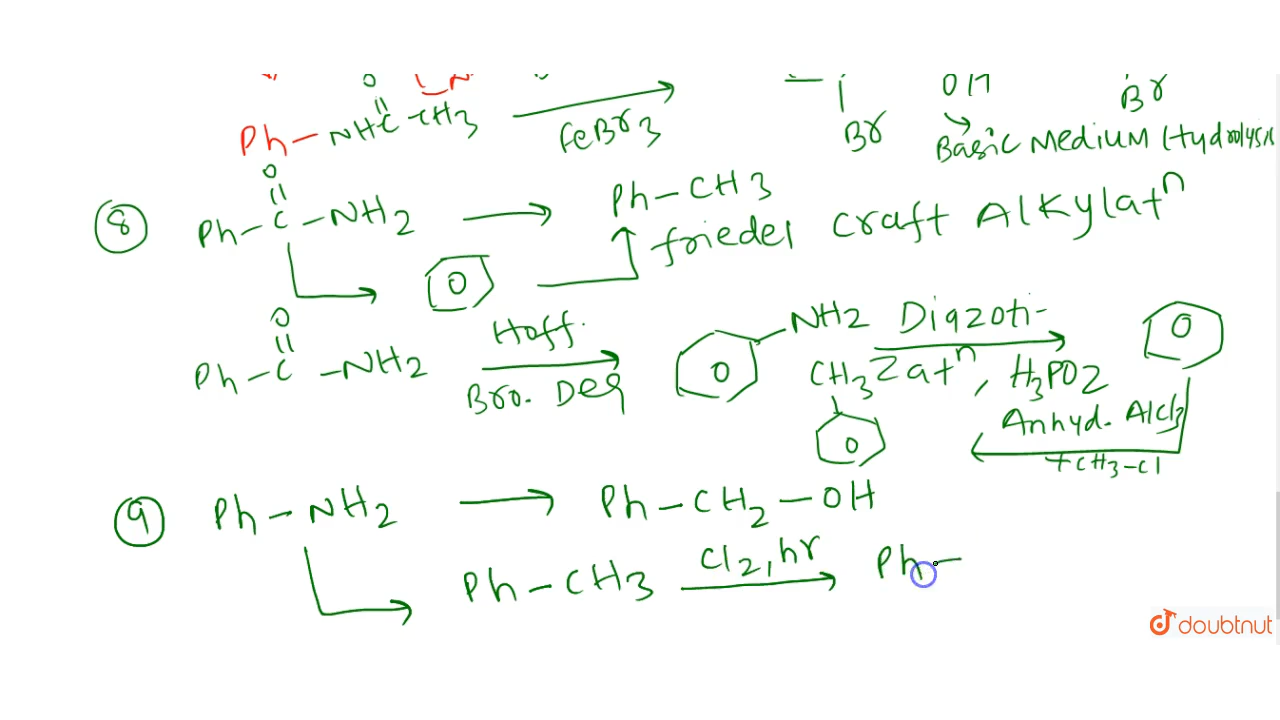 O
Ph-NHC-CH3
FeBr3
Br
OH
Br
Basic Medium Hydrolysis
8
O
Ph-C-NH2
Ph-CH3
friedel craft Alkylatn
O
O
Ph-C-NH2
Hoff.
Bro. Deg
O
NH2
Diazoti-
zatn, H3PO2
O
CH3
O
Anhyd. AlCl3
+CH3-Cl
9
Ph-NH2
Ph-CH2-OH
Ph-CH3
Cl2, hr
Ph-
doubtnut